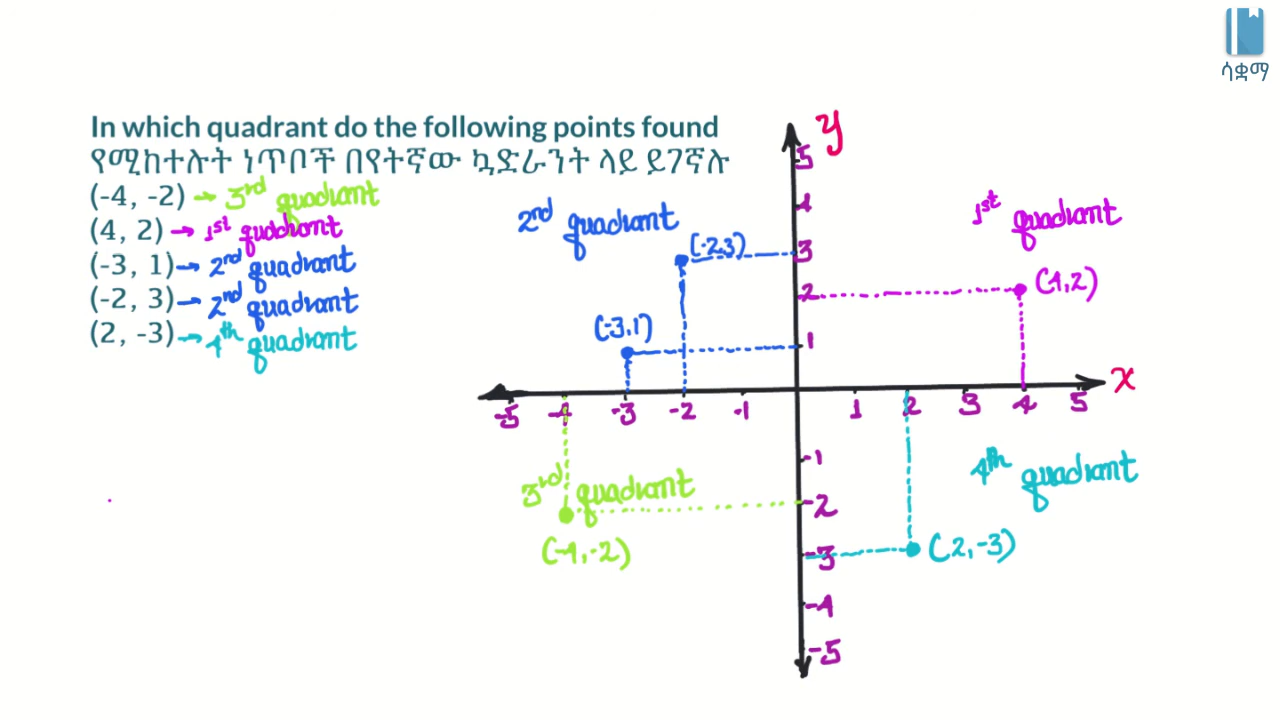 ሳቋማ
In which quadrant do the following points found
የሚከተሉት ነጥቦች በየትኛው ኳድራንት ላይ ይገኛሉ
(-4, -2) → 3rd quadrant
(4, 2) → 1st quadrant
(-3, 1) → 2nd quadrant
(-2, 3) → 2nd quadrant
(2, -3) → 4th quadrant
y
5
4
3
2
1
2nd quadrant
1st quadrant
(-2,3)
(4,2)
(-3,1)
x
-5 -4 -3 -2 -1 1 2 3 4 5
-1
-2
-3
-4
-5
3rd quadrant
4th quadrant
(-4,-2)
(2,-3)